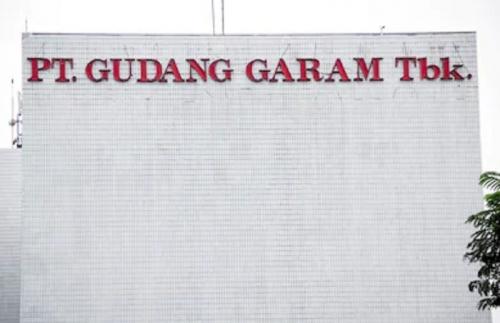 PT. GUDANG GARAM Tbk.